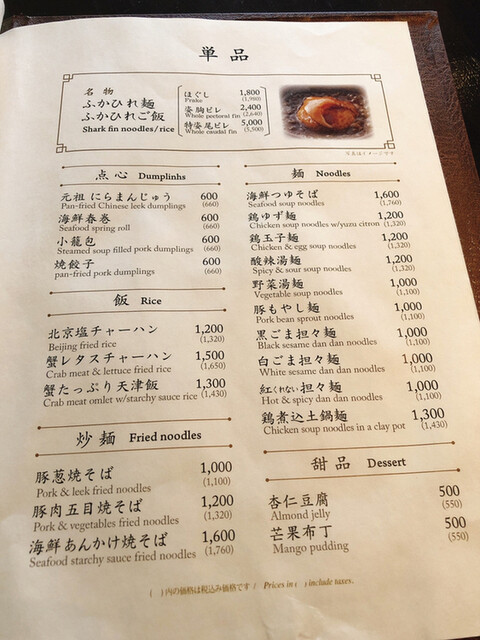 単品
名物
ふかひれ麺
ふかひれご飯
Shark fin noodles/rice
ほぐし 1,800
Frake (1,980)
姿胸ビレ 2,400
Whole pectoral fin (2,640)
特姿尾ビレ 5,000
Whole caudal fin (5,500)
写真はイメージです
点心 Dumplinhs
元祖 にらまんじゅう 600
Pan-fried Chinese leek dumplings (660)
海鮮春巻 600
Seafood spring roll (660)
小籠包 600
Steamed soup filled pork dumplings (660)
焼餃子 600
pan-fried pork dumplings (660)
飯 Rice
北京塩チャーハン 1,200
Beijing fried rice (1,320)
蟹レタスチャーハン 1,500
Crab meat & lettuce fried rice (1,650)
蟹たっぷり天津飯 1,300
Crab meat omlet w/starchy sauce rice (1,430)
炒麺 Fried noodles
豚葱焼そば 1,000
Pork & leek fried noodles (1,100)
豚肉五目焼そば 1,200
Pork & vegetables fried noodles (1,320)
海鮮あんかけ焼そば 1,600
Seafood starchy sauce fried noodles (1,760)
麺 Noodles
海鮮つゆそば 1,600
Seafood soup noodles (1,760)
鶏ゆず麺 1,200
Chicken soup noodles w/yuzu citron (1,320)
鶏玉子麺 1,200
Chicken & egg soup noodles (1,320)
酸辣湯麺 1,200
Spicy & sour soup noodles (1,320)
野菜湯麺 1,000
Vegetable soup noodles (1,100)
豚もやし麺 1,000
Pork bean sprout noodles (1,100)
黒ごま担々麺 1,000
Black sesame dan dan noodles (1,100)
白ごま担々麺 1,000
White sesame dan dan noodles (1,100)
紅くれない担々麺 1,000
Hot & spicy dan dan noodles (1,100)
鶏煮込土鍋麺 1,300
Chicken soup noodles in a clay pot (1,430)
甜品 Dessert
杏仁豆腐 500
Almond jelly (550)
芒果布丁 500
Mango pudding (550)
( )内の価格は税込み価格です / Prices in ( ) include taxes.